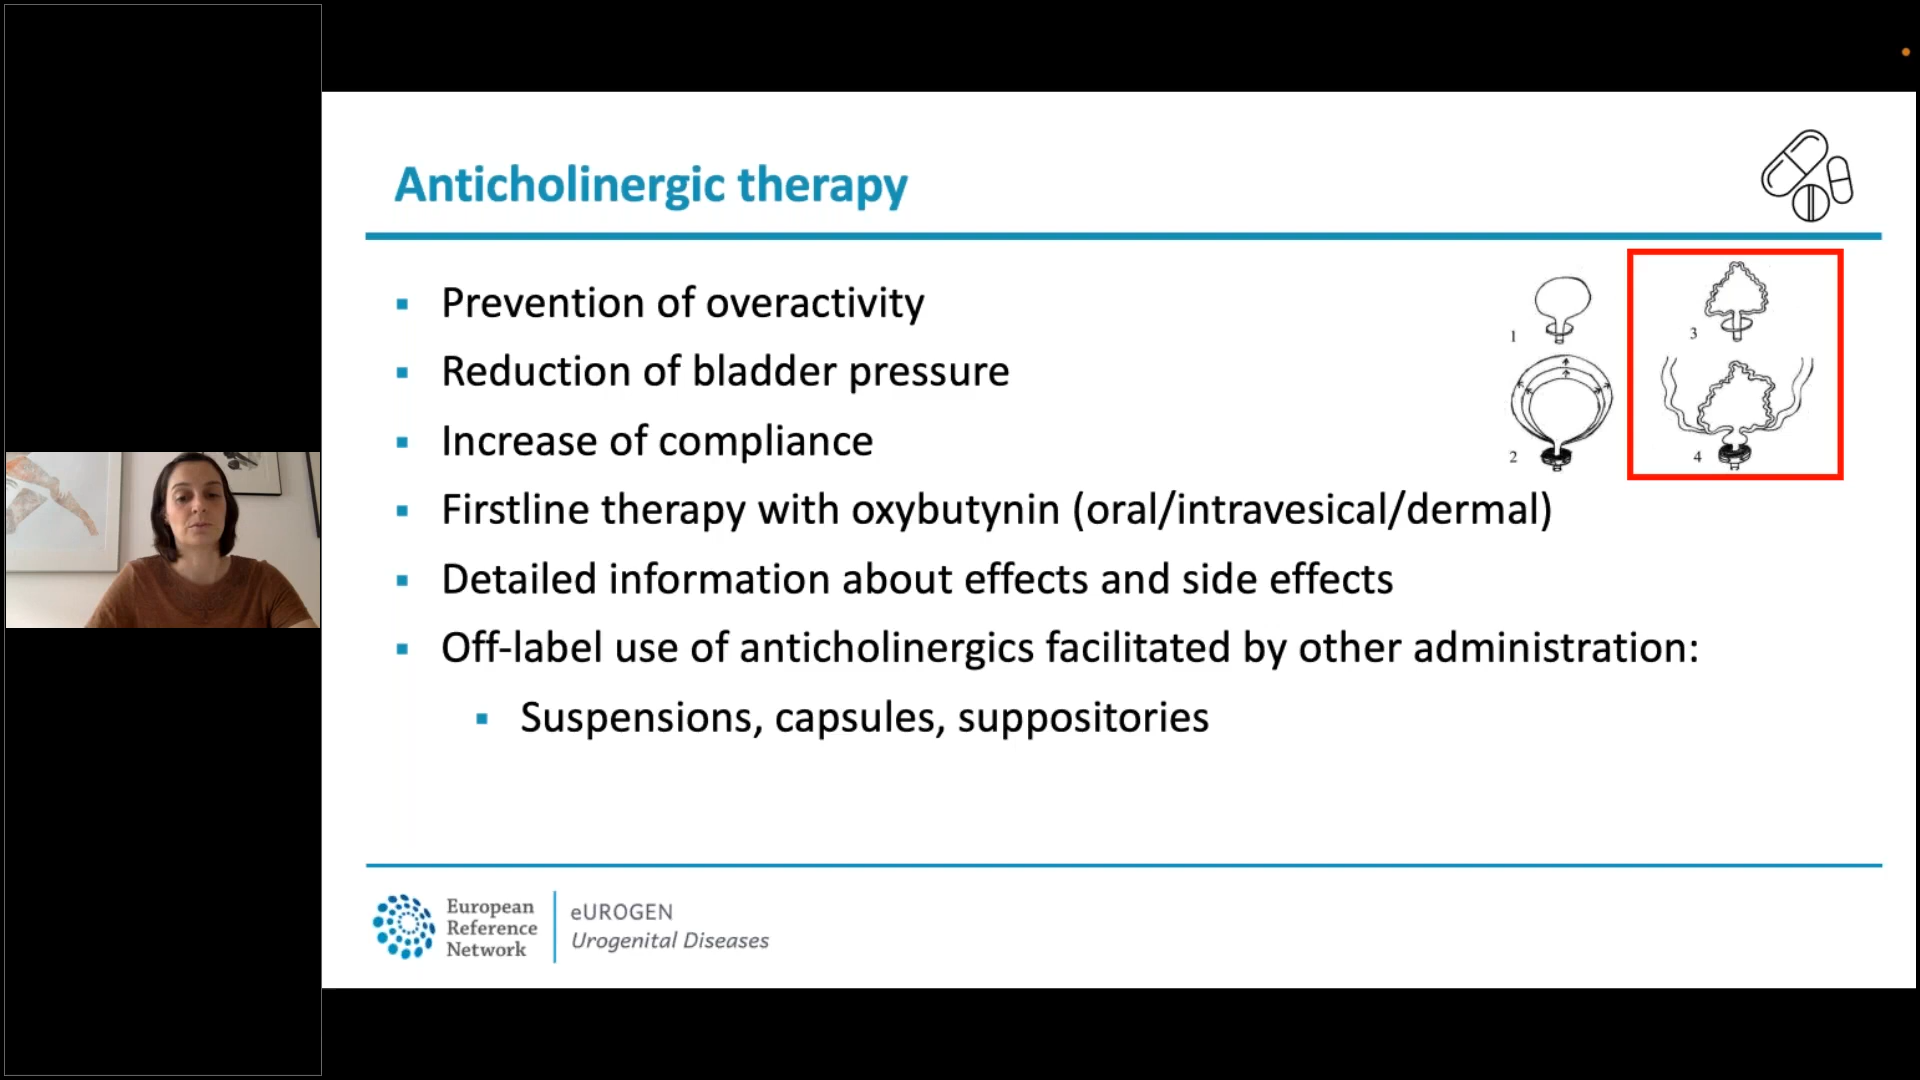 Anticholinergic therapy
Prevention of overactivity
Reduction of bladder pressure
Increase of compliance
Firstline therapy with oxybutynin (oral/intravesical/dermal)
Detailed information about effects and side effects
Off-label use of anticholinergics facilitated by other administration:
Suspensions, capsules, suppositories
1
3
2
4
European
Reference
Network
eUROGEN
Urogenital Diseases